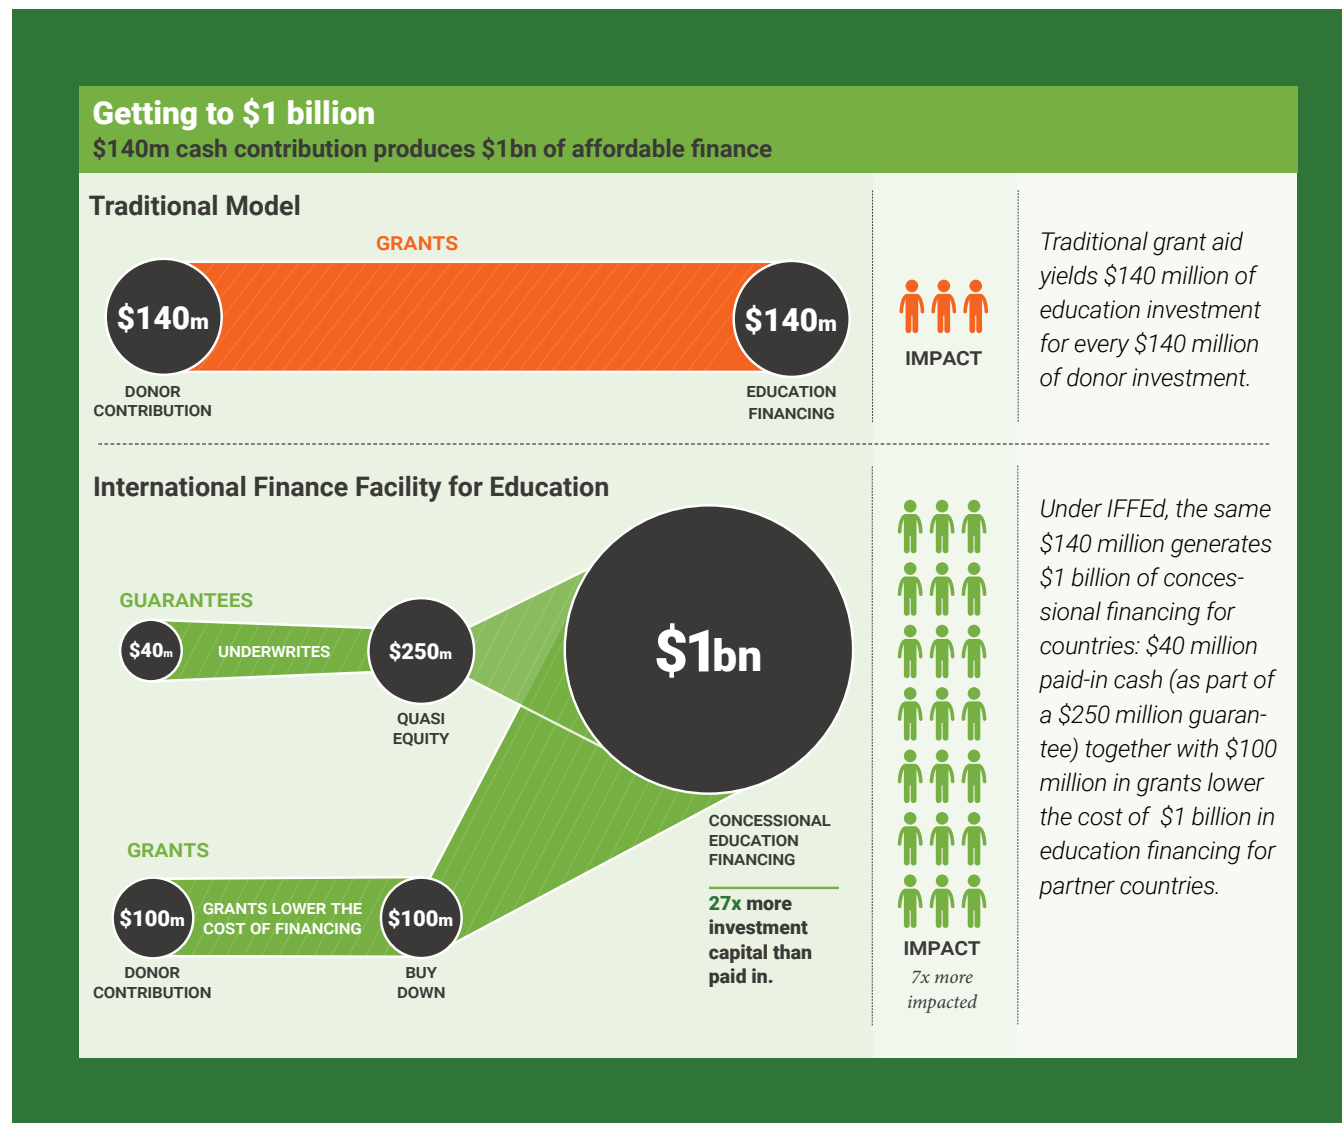 Getting to $1 billion
$140m cash contribution produces $1bn of affordable finance
Traditional Model
GRANTS
$140m
$140m
DONOR
CONTRIBUTION
EDUCATION
FINANCING
IMPACT
Traditional grant aid
yields $140 million of
education investment
for every $140 million
of donor investment.
International Finance Facility for Education
GUARANTEES
$40m
UNDERWRITES
$250m
QUASI
EQUITY
$1bn
GRANTS
$100m
GRANTS LOWER THE
COST OF FINANCING
$100m
DONOR
CONTRIBUTION
BUY
DOWN
CONCESSIONAL
EDUCATION
FINANCING
27x more
investment
capital than
paid in.
IMPACT
7x more
impacted
Under IFFEd, the same
$140 million generates
$1 billion of conces-
sional financing for
countries: $40 million
paid-in cash (as part of
a $250 million guaran-
tee) together with $100
million in grants lower
the cost of  $1 billion in
education financing for
partner countries.